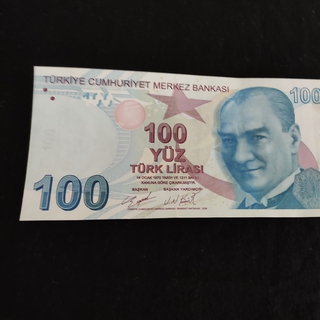 TÜRKİYE CUMHURİYET MERKEZ BANKASI
100
100
YÜZ
TÜRK LİRASI
14 OCAK 1970 TARİH VE 1211 SAYILI
KANUNA GÖRE ÇIKARILMIŞTIR.
BAŞKAN BAŞKAN YARDIMCISI
100